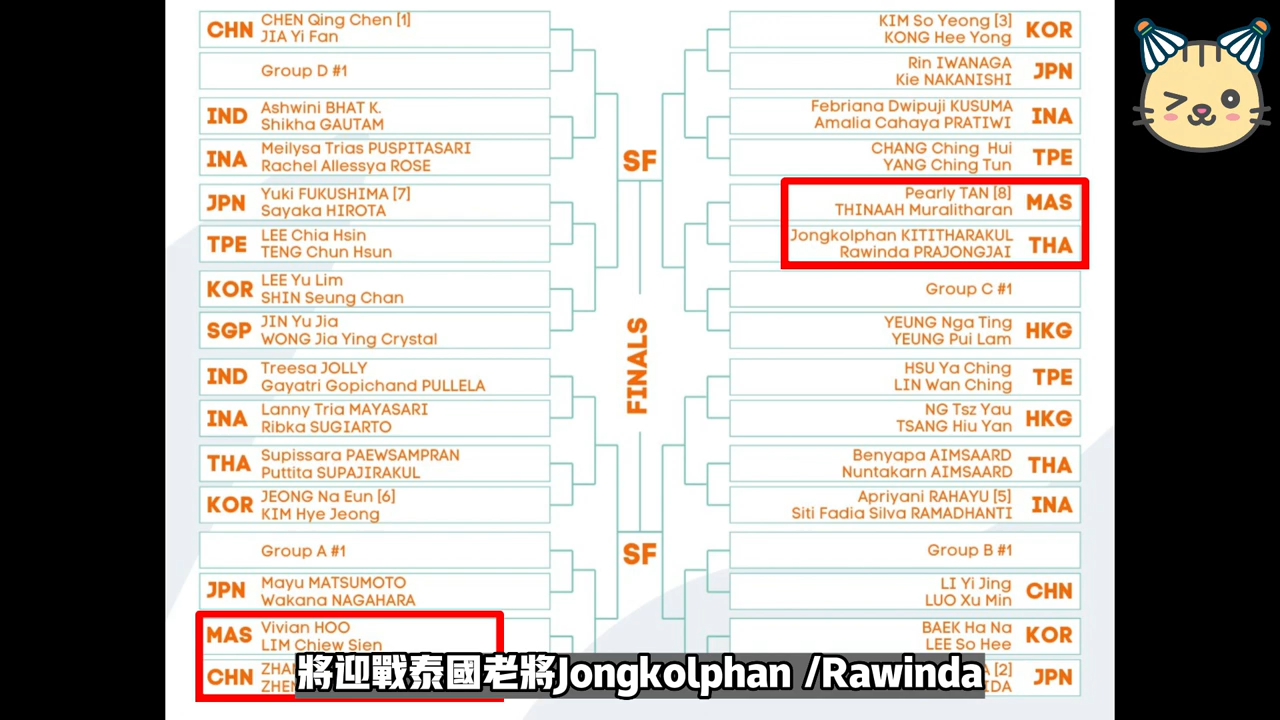 CHN
CHEN Qing Chen [1]
JIA Yi Fan
Group D #1
IND
Ashwini BHAT K.
Shikha GAUTAM
INA
Meilysa Trias PUSPITASARI
Rachel Allessya ROSE
JPN
Yuki FUKUSHIMA [7]
Sayaka HIROTA
TPE
LEE Chia Hsin
TENG Chun Hsun
KOR
LEE Yu Lim
SHIN Seung Chan
SGP
JIN Yu Jia
WONG Jia Ying Crystal
IND
Treesa JOLLY
Gayatri Gopichand PULLELA
INA
Lanny Tria MAYASARI
Ribka SUGIARTO
THA
Supissara PAEWSAMPRAN
Puttita SUPAJIRAKUL
KOR
JEONG Na Eun [6]
KIM Hye Jeong
Group A #1
JPN
Mayu MATSUMOTO
Wakana NAGAHARA
MAS
Vivian HOO
LIM Chiew Sien
CHN
SF
FINALS
SF
KIM So Yeong [3]
KONG Hee Yong
KOR
Rin IWANAGA
Kie NAKANISHI
JPN
Febriana Dwipuji KUSUMA
Amalia Cahaya PRATIWI
INA
CHANG Ching Hui
YANG Ching Tun
TPE
Pearly TAN [8]
THINAAH Muralitharan
MAS
Jongkolphan KITITHARAKUL
Rawinda PRAJONGJAI
THA
Group C #1
YEUNG Nga Ting
YEUNG Pui Lam
HKG
HSU Ya Ching
LIN Wan Ching
TPE
NG Tsz Yau
TSANG Hiu Yan
HKG
Benyapa AIMSAARD
Nuntakarn AIMSAARD
THA
Apriyani RAHAYU [5]
Siti Fadia Silva RAMADHANTI
INA
Group B #1
LI Yi Jing
LUO Xu Min
CHN
BAEK Ha Na
LEE So Hee
KOR
[2]
JPN
將迎戰泰國老將Jongkolphan /Rawinda